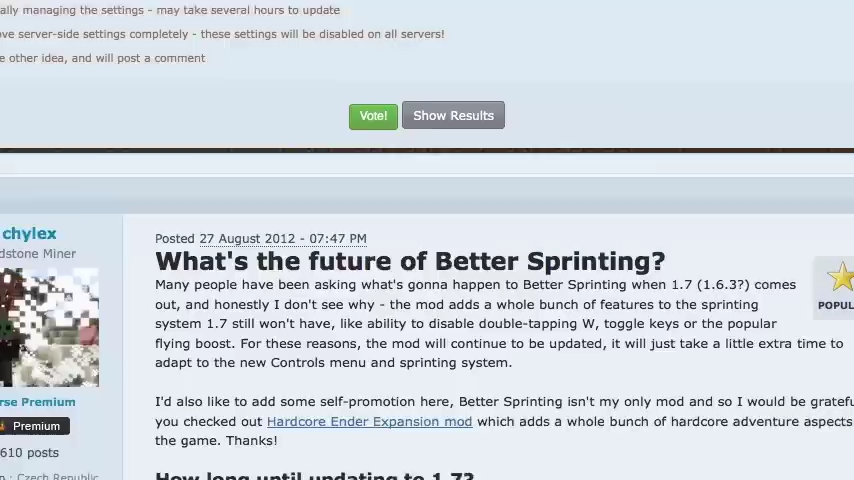 ally managing the settings - may take several hours to update
ve server-side settings completely - these settings will be disabled on all servers!
e other idea, and will post a comment
Vote! Show Results
chylex
dstone Miner
rse Premium
Premium
610 posts
Czech Republic
Posted 27 August 2012 - 07:47 PM
What's the future of Better Sprinting?
Many people have been asking what's gonna happen to Better Sprinting when 1.7 (1.6.3?) comes
out, and honestly I don't see why - the mod adds a whole bunch of features to the sprinting
system 1.7 still won't have, like ability to disable double-tapping W, toggle keys or the popular
flying boost. For these reasons, the mod will continue to be updated, it will just take a little extra time to
adapt to the new Controls menu and sprinting system.
I'd also like to add some self-promotion here, Better Sprinting isn't my only mod and so I would be gratefu
you checked out Hardcore Ender Expansion mod which adds a whole bunch of hardcore adventure aspects
the game. Thanks!
How long until updating to 1.7?
POPUL